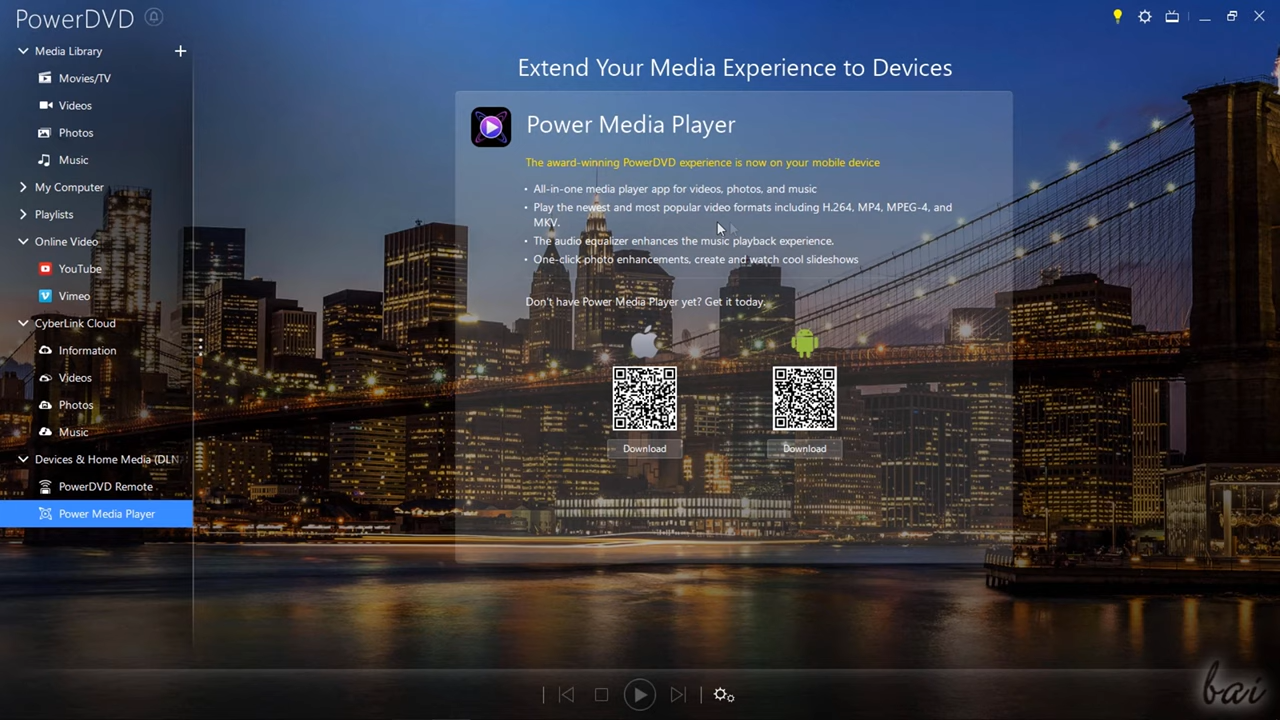 PowerDVD
Media Library
Movies/TV
Videos
Photos
Music
My Computer
Playlists
Online Video
YouTube
Vimeo
CyberLink Cloud
Information
Videos
Photos
Music
Devices & Home Media (DLN
PowerDVD Remote
Power Media Player
Extend Your Media Experience to Devices
Power Media Player
The award-winning PowerDVD experience is now on your mobile device
• All-in-one media player app for videos, photos, and music
• Play the newest and most popular video formats including H.264, MP4, MPEG-4, and
MKV.
• The audio equalizer enhances the music playback experience.
• One-click photo enhancements, create and watch cool slideshows
Don't have Power Media Player yet? Get it today.
Download
Download
bai